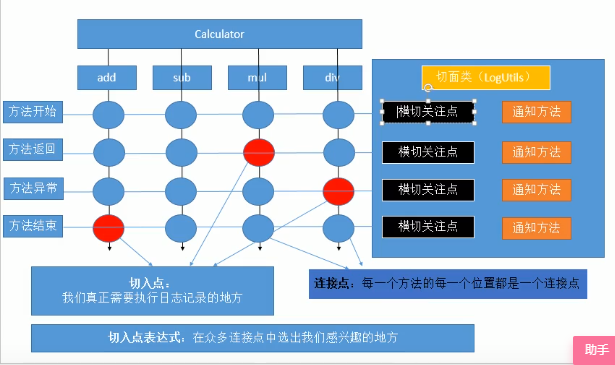 Calculator
add
sub
mul
div
切面类（LogUtils）
方法开始
横切关注点
通知方法
方法返回
横切关注点
通知方法
方法异常
横切关注点
通知方法
方法结束
横切关注点
通知方法
切入点：
我们真正需要执行日志记录的地方
连接点：每一个方法的每一个位置都是一个连接点
切入点表达式：在众多连接点中选出我们感兴趣的地方
助手